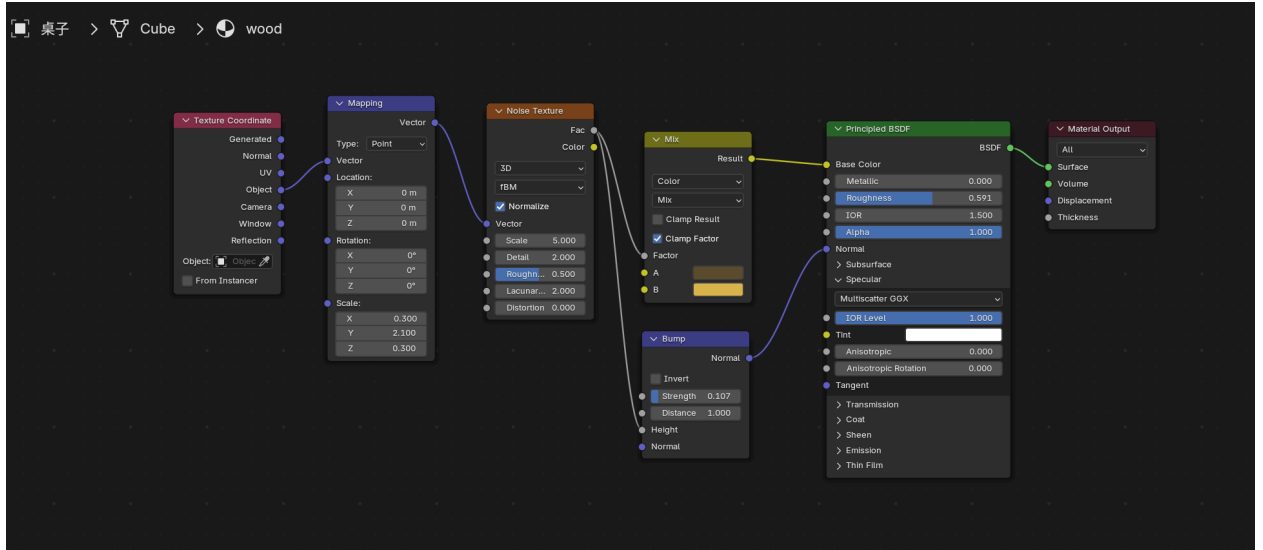 桌子 > Cube > wood
Texture Coordinate
Generated
Normal
UV
Object
Camera
Window
Reflection
Object: Objec
From Instancer
Mapping
Vector
Type: Point
Vector
Location:
X 0 m
Y 0 m
Z 0 m
Rotation:
X 0°
Y 0°
Z 0°
Scale:
X 0.300
Y 2.100
Z 0.300
Noise Texture
Fac
Color
3D
fBM
Normalize
Vector
Scale 5.000
Detail 2.000
Roughn... 0.500
Lacunar... 2.000
Distortion 0.000
Mix
Result
Color
Mix
Clamp Result
Clamp Factor
Factor
A
B
Bump
Normal
Invert
Strength 0.107
Distance 1.000
Height
Normal
Principled BSDF
BSDF
Base Color
Metallic 0.000
Roughness 0.591
IOR 1.500
Alpha 1.000
Normal
Subsurface
Specular
Multiscatter GGX
IOR Level 1.000
Tint
Anisotropic 0.000
Anisotropic Rotation 0.000
Tangent
Transmission
Coat
Sheen
Emission
Thin Film
Material Output
All
Surface
Volume
Displacement
Thickness